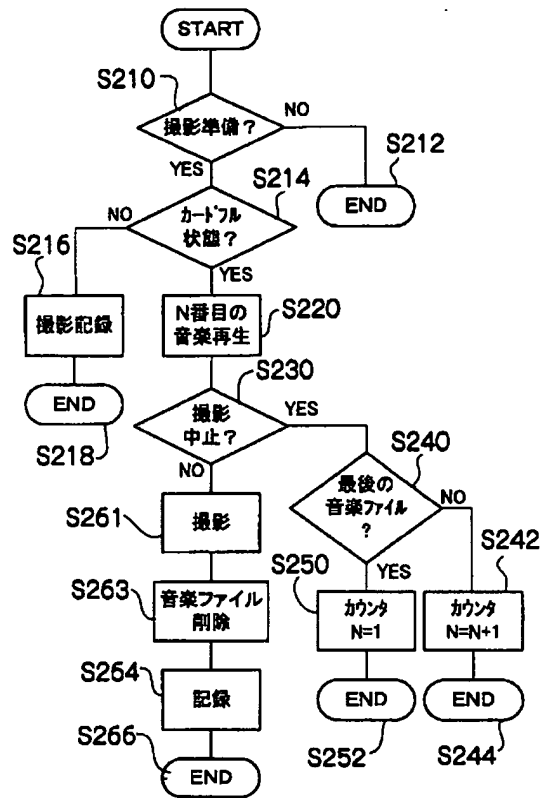 START
S210
撮影準備?
NO
S212
END
YES
S214
カードフル
状態?
NO
S216
撮影記録
END
S218
YES
N番目の
音楽再生
S220
S230
撮影
中止?
YES
NO
S240
最後の
音楽ファイル
?
NO
S242
YES
S250
カウンタ
N=1
カウンタ
N=N+1
END
S252
END
S244
S261
撮影
S263
音楽ファイル
削除
S264
記録
S266
END